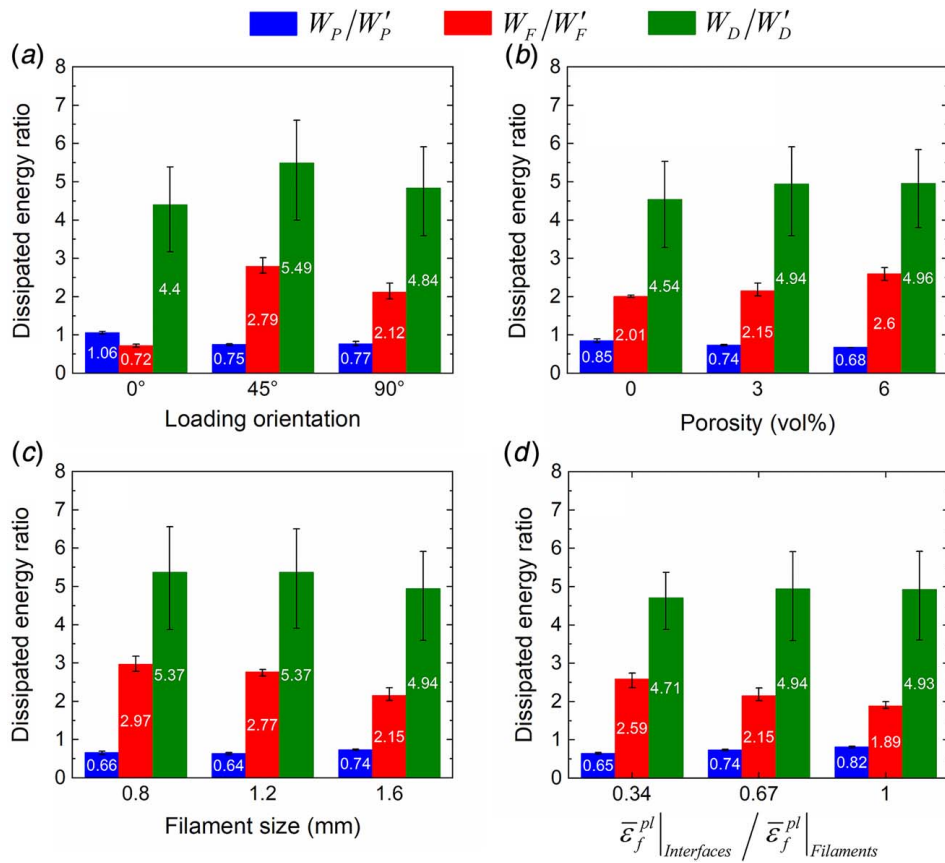 W_P/W'_P W_F/W'_F W_D/W'_D
(a)
Dissipated energy ratio
8
7
6
5
4
3
2
1
0
1.06 0.72 4.4 0.75 2.79 5.49 0.77 2.12 4.84
0° 45° 90°
Loading orientation
(b)
Dissipated energy ratio
8
7
6
5
4
3
2
1
0
0.85 2.01 4.54 0.74 2.15 4.94 0.68 2.6 4.96
0 3 6
Porosity (vol%)
(c)
Dissipated energy ratio
8
7
6
5
4
3
2
1
0
0.66 2.97 5.37 0.64 2.77 5.37 0.74 2.15 4.94
0.8 1.2 1.6
Filament size (mm)
(d)
Dissipated energy ratio
8
7
6
5
4
3
2
1
0
0.65 2.59 4.71 0.74 2.15 4.94 0.82 1.89 4.93
0.34 0.67 1
ε̄_f^{pl}|_{Interfaces} / ε̄_f^{pl}|_{Filaments}